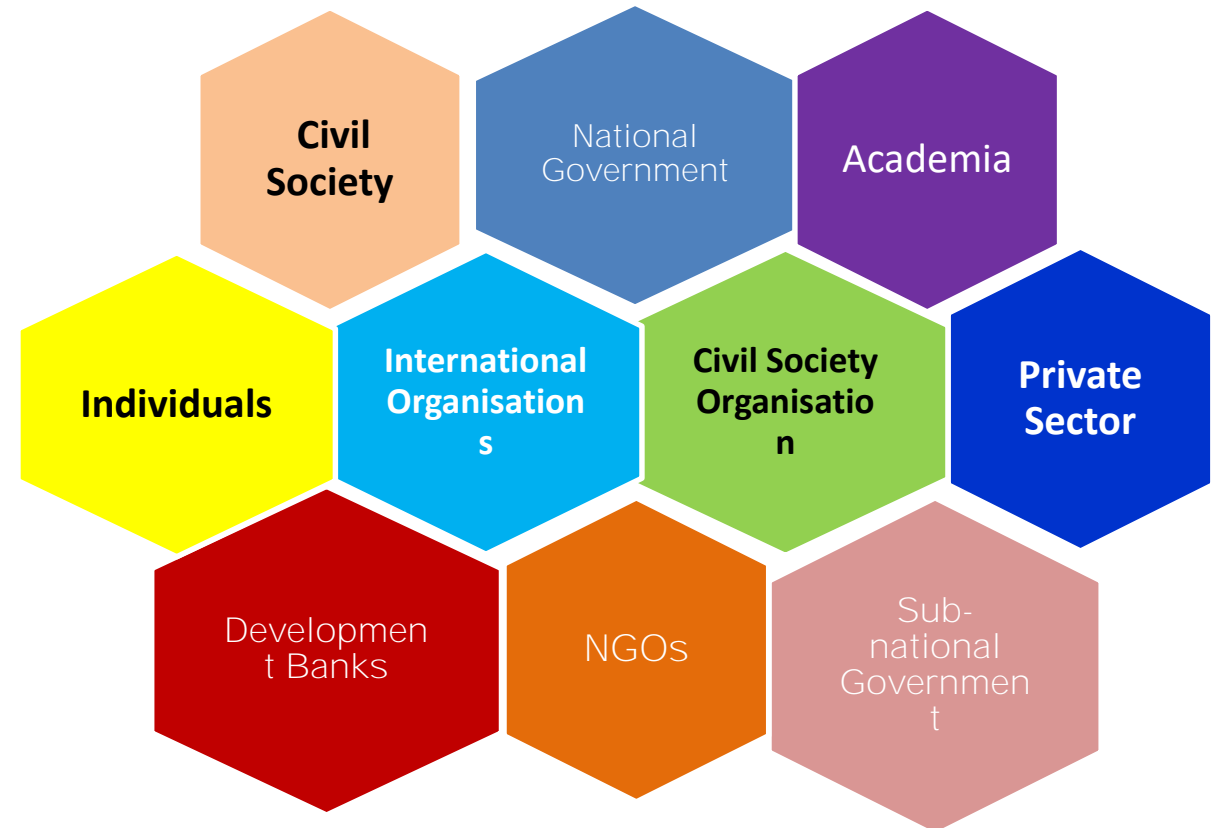 Civil
Society
National
Government
Academia
Individuals
International
Organisation
s
Civil Society
Organisatio
n
Private
Sector
Developmen
t Banks
NGOs
Sub-
national
Governmen
t